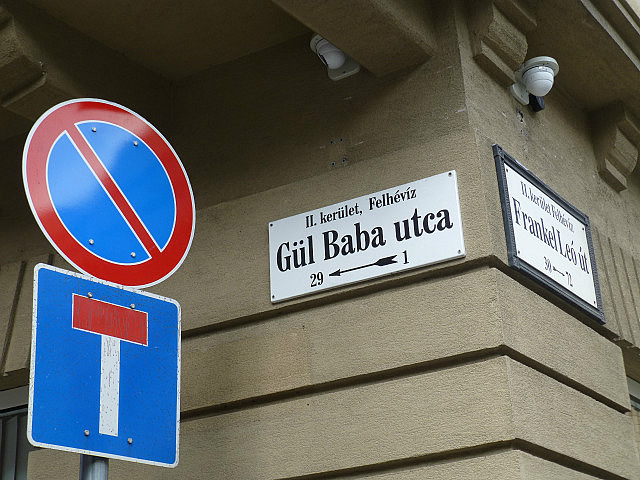 II. kerület, Felhévíz
Gül Baba utca
29 1
II. kerület Felhévíz
Frankel Leó út
30 72